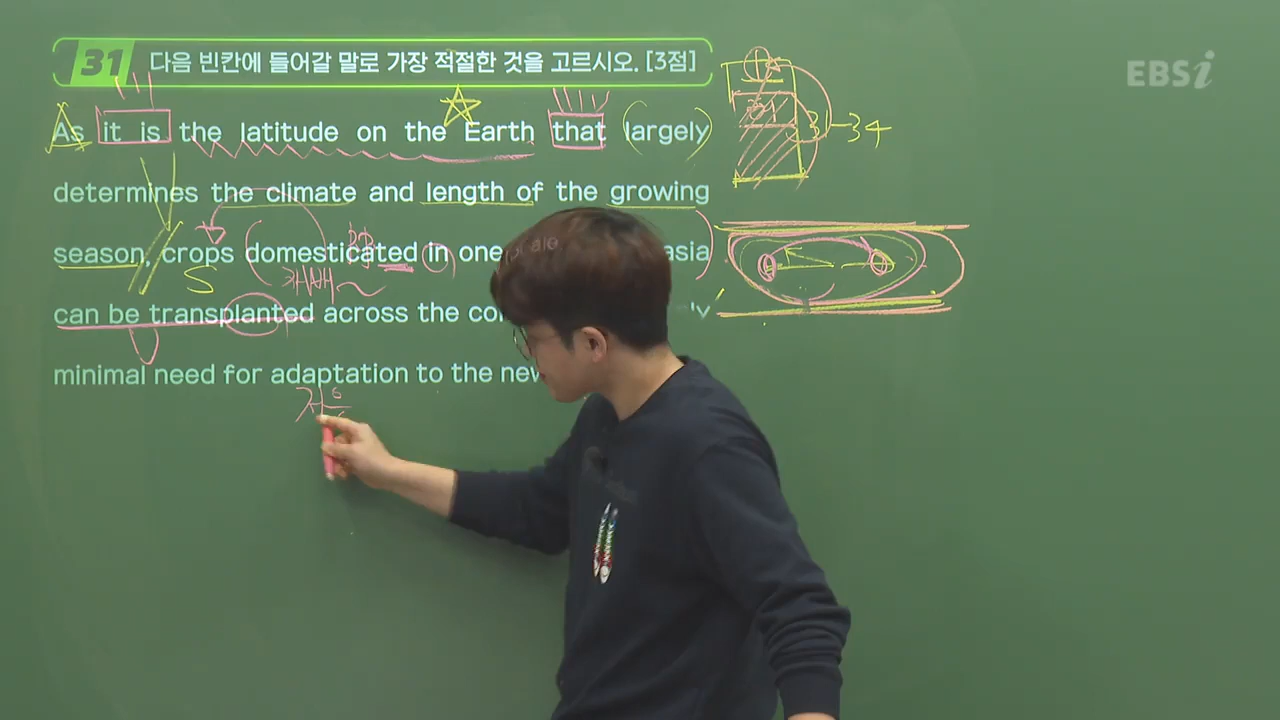 31 다음 빈칸에 들어갈 말로 가장 적절한 것을 고르시오. [3점]
EBSi
As it is the latitude on the Earth that (largely)
34
determines the climate and length of the growing
season, crops domesticated in one asia
S
can be transplanted across the ly
minimal need for adaptation to the